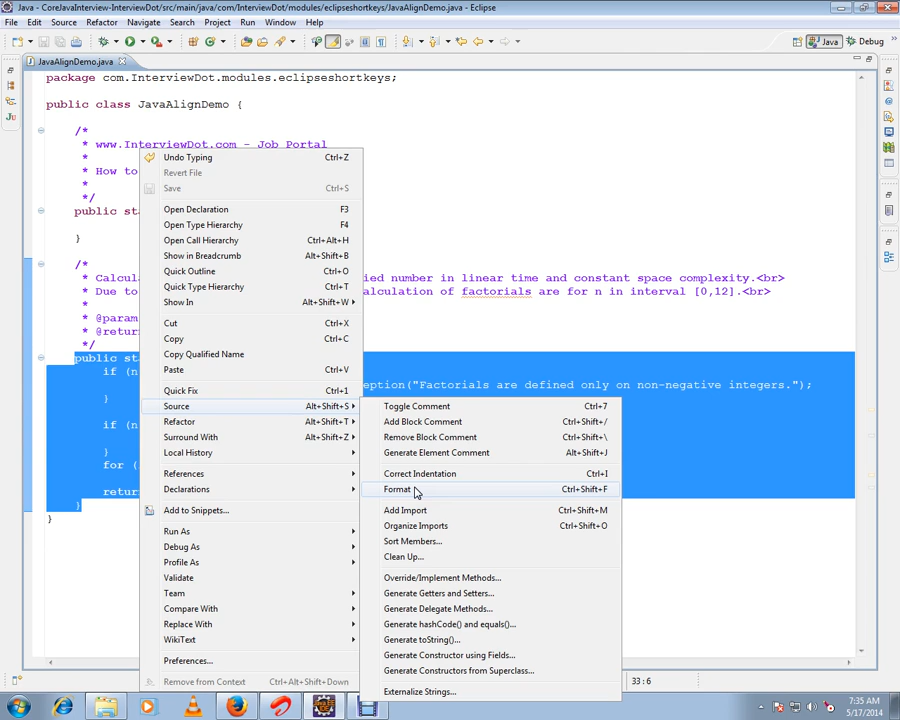 Java - CoreJavaInterview-InterviewDot/src/main/java/com/InterviewDot/modules/eclipseshortkeys/JavaAlignDemo.java - Eclipse
File Edit Source Refactor Navigate Search Project Run Window Help
Java Debug
JavaAlignDemo.java
package com.InterviewDot.modules.eclipseshortkeys;
public class JavaAlignDemo {
/*
* www.InterviewDot.com - Job Portal
*
* How to
*
*/
public st
}
/*
* Calcul ied number in linear time and constant space complexity.<br>
* Due to alculation of factorials are for n in interval [0,12].<br>
*
* @param
* @retur
*/
public sta
if (n
eption("Factorials are defined only on non-negative integers.");
}
if (n
}
for (
return
}
}
Undo Typing Ctrl+Z
Revert File
Save Ctrl+S
Open Declaration F3
Open Type Hierarchy F4
Open Call Hierarchy Ctrl+Alt+H
Show in Breadcrumb Alt+Shift+B
Quick Outline Ctrl+O
Quick Type Hierarchy Ctrl+T
Show In Alt+Shift+W
Cut Ctrl+X
Copy Ctrl+C
Copy Qualified Name
Paste Ctrl+V
Quick Fix Ctrl+1
Source Alt+Shift+S
Refactor Alt+Shift+T
Surround With Alt+Shift+Z
Local History
References
Declarations
Add to Snippets...
Run As
Debug As
Profile As
Validate
Team
Compare With
Replace With
WikiText
Preferences...
Remove from Context Ctrl+Alt+Shift+Down
Toggle Comment Ctrl+7
Add Block Comment Ctrl+Shift+/
Remove Block Comment Ctrl+Shift+\
Generate Element Comment Alt+Shift+J
Correct Indentation Ctrl+I
Format Ctrl+Shift+F
Add Import Ctrl+Shift+M
Organize Imports Ctrl+Shift+O
Sort Members...
Clean Up...
Override/Implement Methods...
Generate Getters and Setters...
Generate Delegate Methods...
Generate hashCode() and equals()...
Generate toString()...
Generate Constructor using Fields...
Generate Constructors from Superclass...
Externalize Strings...
33 : 6
7:35 AM
5/17/2014